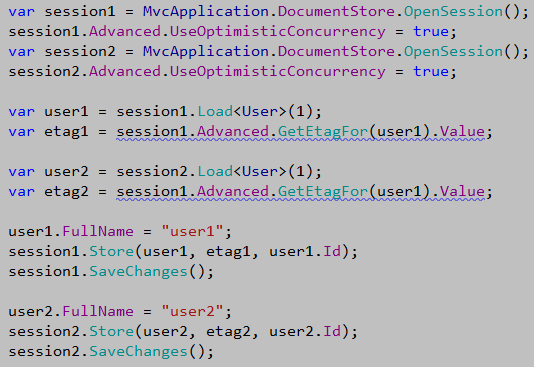 var session1 = MvcApplication.DocumentStore.OpenSession();
session1.Advanced.UseOptimisticConcurrency = true;
var session2 = MvcApplication.DocumentStore.OpenSession();
session2.Advanced.UseOptimisticConcurrency = true;
var user1 = session1.Load<User>(1);
var etag1 = session1.Advanced.GetEtagFor(user1).Value;
var user2 = session2.Load<User>(1);
var etag2 = session1.Advanced.GetEtagFor(user1).Value;
user1.FullName = "user1";
session1.Store(user1, etag1, user1.Id);
session1.SaveChanges();
user2.FullName = "user2";
session2.Store(user2, etag2, user2.Id);
session2.SaveChanges();